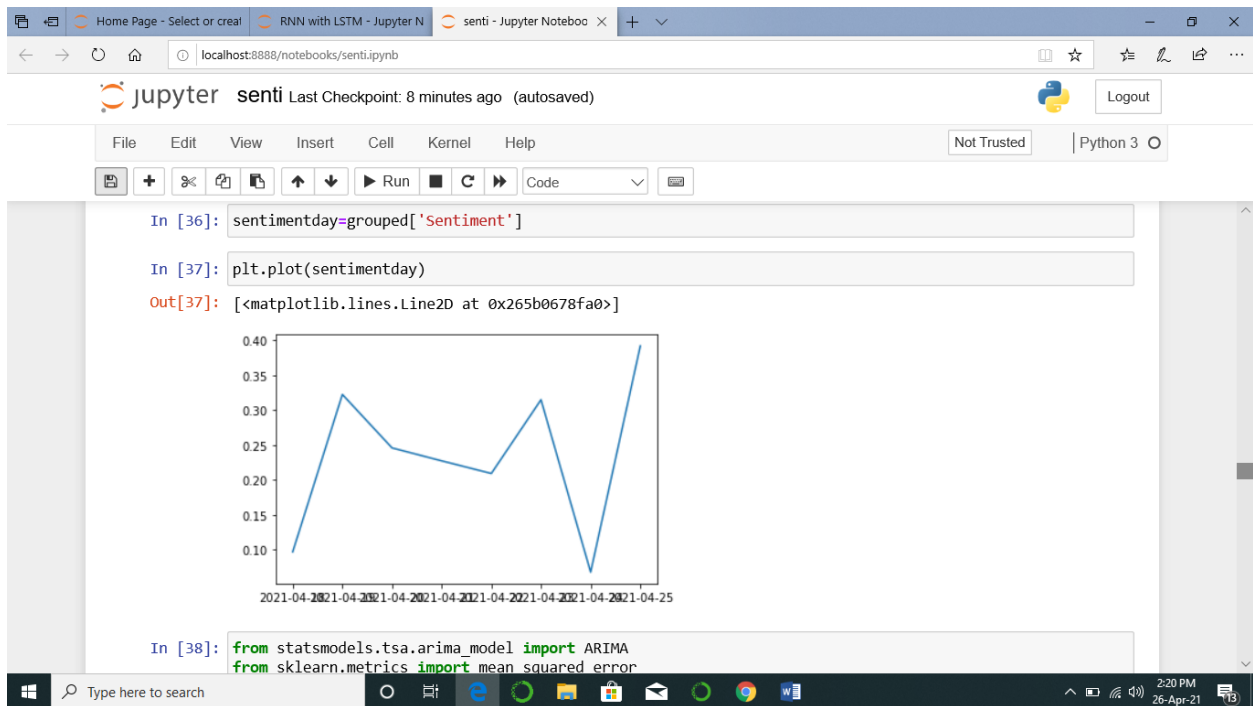 Home Page - Select or creat
RNN with LSTM - Jupyter N
senti - Jupyter Noteboo
localhost:8888/notebooks/senti.ipynb
jupyter senti Last Checkpoint: 8 minutes ago (autosaved)
Logout
File Edit View Insert Cell Kernel Help
Not Trusted
Python 3
Run
Code
In [36]: sentimentday=grouped['Sentiment']
In [37]: plt.plot(sentimentday)
Out[37]: [<matplotlib.lines.Line2D at 0x265b0678fa0>]
0.40
0.35
0.30
0.25
0.20
0.15
0.10
2021-04-25
In [38]: from statsmodels.tsa.arima_model import ARIMA
from sklearn.metrics import mean_squared_error
Type here to search
2:20 PM
26-Apr-21
13